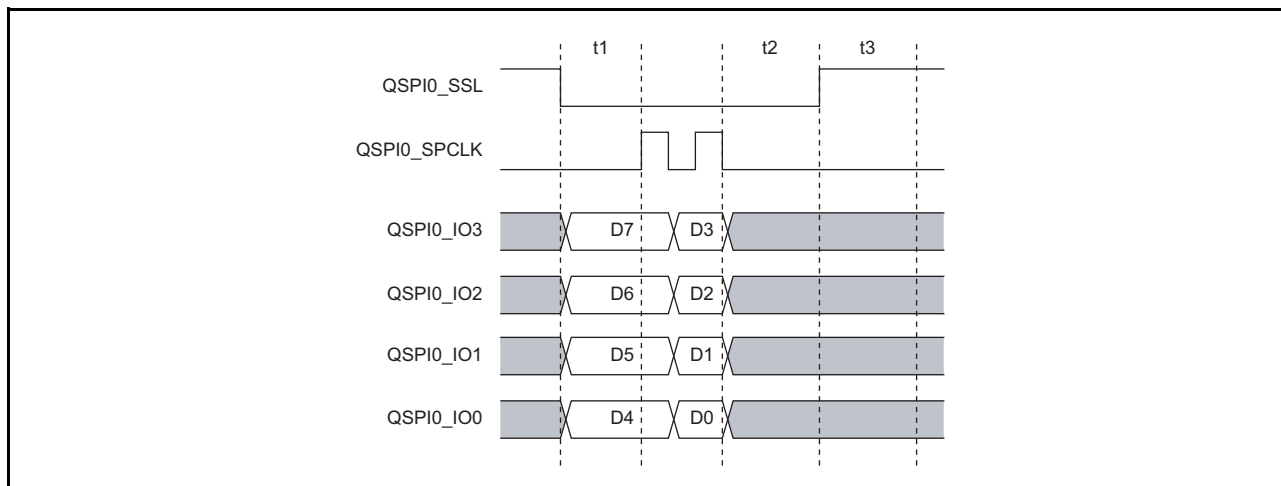 t1 t2 t3
QSPI0_SSL
QSPI0_SPCLK
QSPI0_IO3 D7 D3
QSPI0_IO2 D6 D2
QSPI0_IO1 D5 D1
QSPI0_IO0 D4 D0